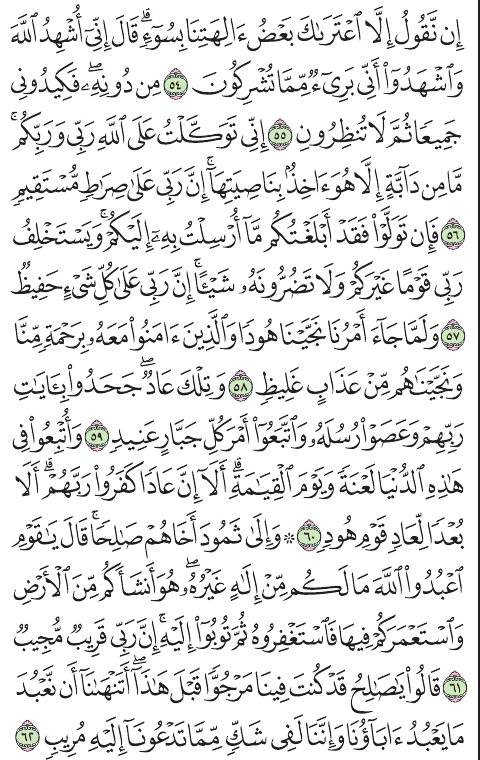 إِن نَّقُولُ إِلَّا ٱعْتَرَىٰكَ بَعْضُ ءَالِهَتِنَا بِسُوٓءٍۗ قَالَ إِنِّىٓ أُشْهِدُ ٱللَّهَ
وَٱشْهَدُوٓا۟ أَنِّى بَرِىٓءٌ مِّمَّا تُشْرِكُونَ ٥٤ مِن دُونِهِۦۖ فَكِيدُونِى
جَمِيعًا ثُمَّ لَا تُنظِرُونِ ٥٥ إِنِّى تَوَكَّلْتُ عَلَى ٱللَّهِ رَبِّى وَرَبِّكُمۚ
مَّا مِن دَآبَّةٍ إِلَّا هُوَ ءَاخِذٌۢ بِنَاصِيَتِهَآۚ إِنَّ رَبِّى عَلَىٰ صِرَٰطٍ مُّسْتَقِيمٍ
٥٦ فَإِن تَوَلَّوْا۟ فَقَدْ أَبْلَغْتُكُم مَّآ أُرْسِلْتُ بِهِۦٓ إِلَيْكُمْۚ وَيَسْتَخْلِفُ
رَبِّى قَوْمًا غَيْرَكُمْ وَلَا تَضُرُّونَهُۥ شَيْـًٔاۚ إِنَّ رَبِّى عَلَىٰ كُلِّ شَىْءٍ حَفِيظٌ
٥٧ وَلَمَّا جَآءَ أَمْرُنَا نَجَّيْنَا هُودًا وَٱلَّذِينَ ءَامَنُوا۟ مَعَهُۥ بِرَحْمَةٍ مِّنَّا
وَنَجَّيْنَٰهُم مِّنْ عَذَابٍ غَلِيظٍ ٥٨ وَتِلْكَ عَادٌۖ جَحَدُوا۟ بِـَٔايَٰتِ
رَبِّهِمْ وَعَصَوْا۟ رُسُلَهُۥ وَٱتَّبَعُوٓا۟ أَمْرَ كُلِّ جَبَّارٍ عَنِيدٍ ٥٩ وَأُتْبِعُوا۟ فِى
هَٰذِهِ ٱلدُّنْيَا لَعْنَةً وَيَوْمَ ٱلْقِيَٰمَةِۗ أَلَآ إِنَّ عَادًا كَفَرُوا۟ رَبَّهُمْۗ أَلَا
بُعْدًا لِّعَادٍ قَوْمِ هُودٍ ٦٠ ۞ وَإِلَىٰ ثَمُودَ أَخَاهُمْ صَٰلِحًاۚ قَالَ يَٰقَوْمِ
ٱعْبُدُوا۟ ٱللَّهَ مَا لَكُم مِّنْ إِلَٰهٍ غَيْرُهُۥۖ هُوَ أَنشَأَكُم مِّنَ ٱلْأَرْضِ
وَٱسْتَعْمَرَكُمْ فِيهَا فَٱسْتَغْفِرُوهُ ثُمَّ تُوبُوٓا۟ إِلَيْهِۚ إِنَّ رَبِّى قَرِيبٌ مُّجِيبٌ
٦١ قَالُوا۟ يَٰصَٰلِحُ قَدْ كُنتَ فِينَا مَرْجُوًّا قَبْلَ هَٰذَآۖ أَتَنْهَىٰنَآ أَن نَّعْبُدَ
مَا يَعْبُدُ ءَابَآؤُنَا وَإِنَّنَا لَفِى شَكٍّ مِّمَّا تَدْعُونَآ إِلَيْهِ مُرِيبٍ ٦٢